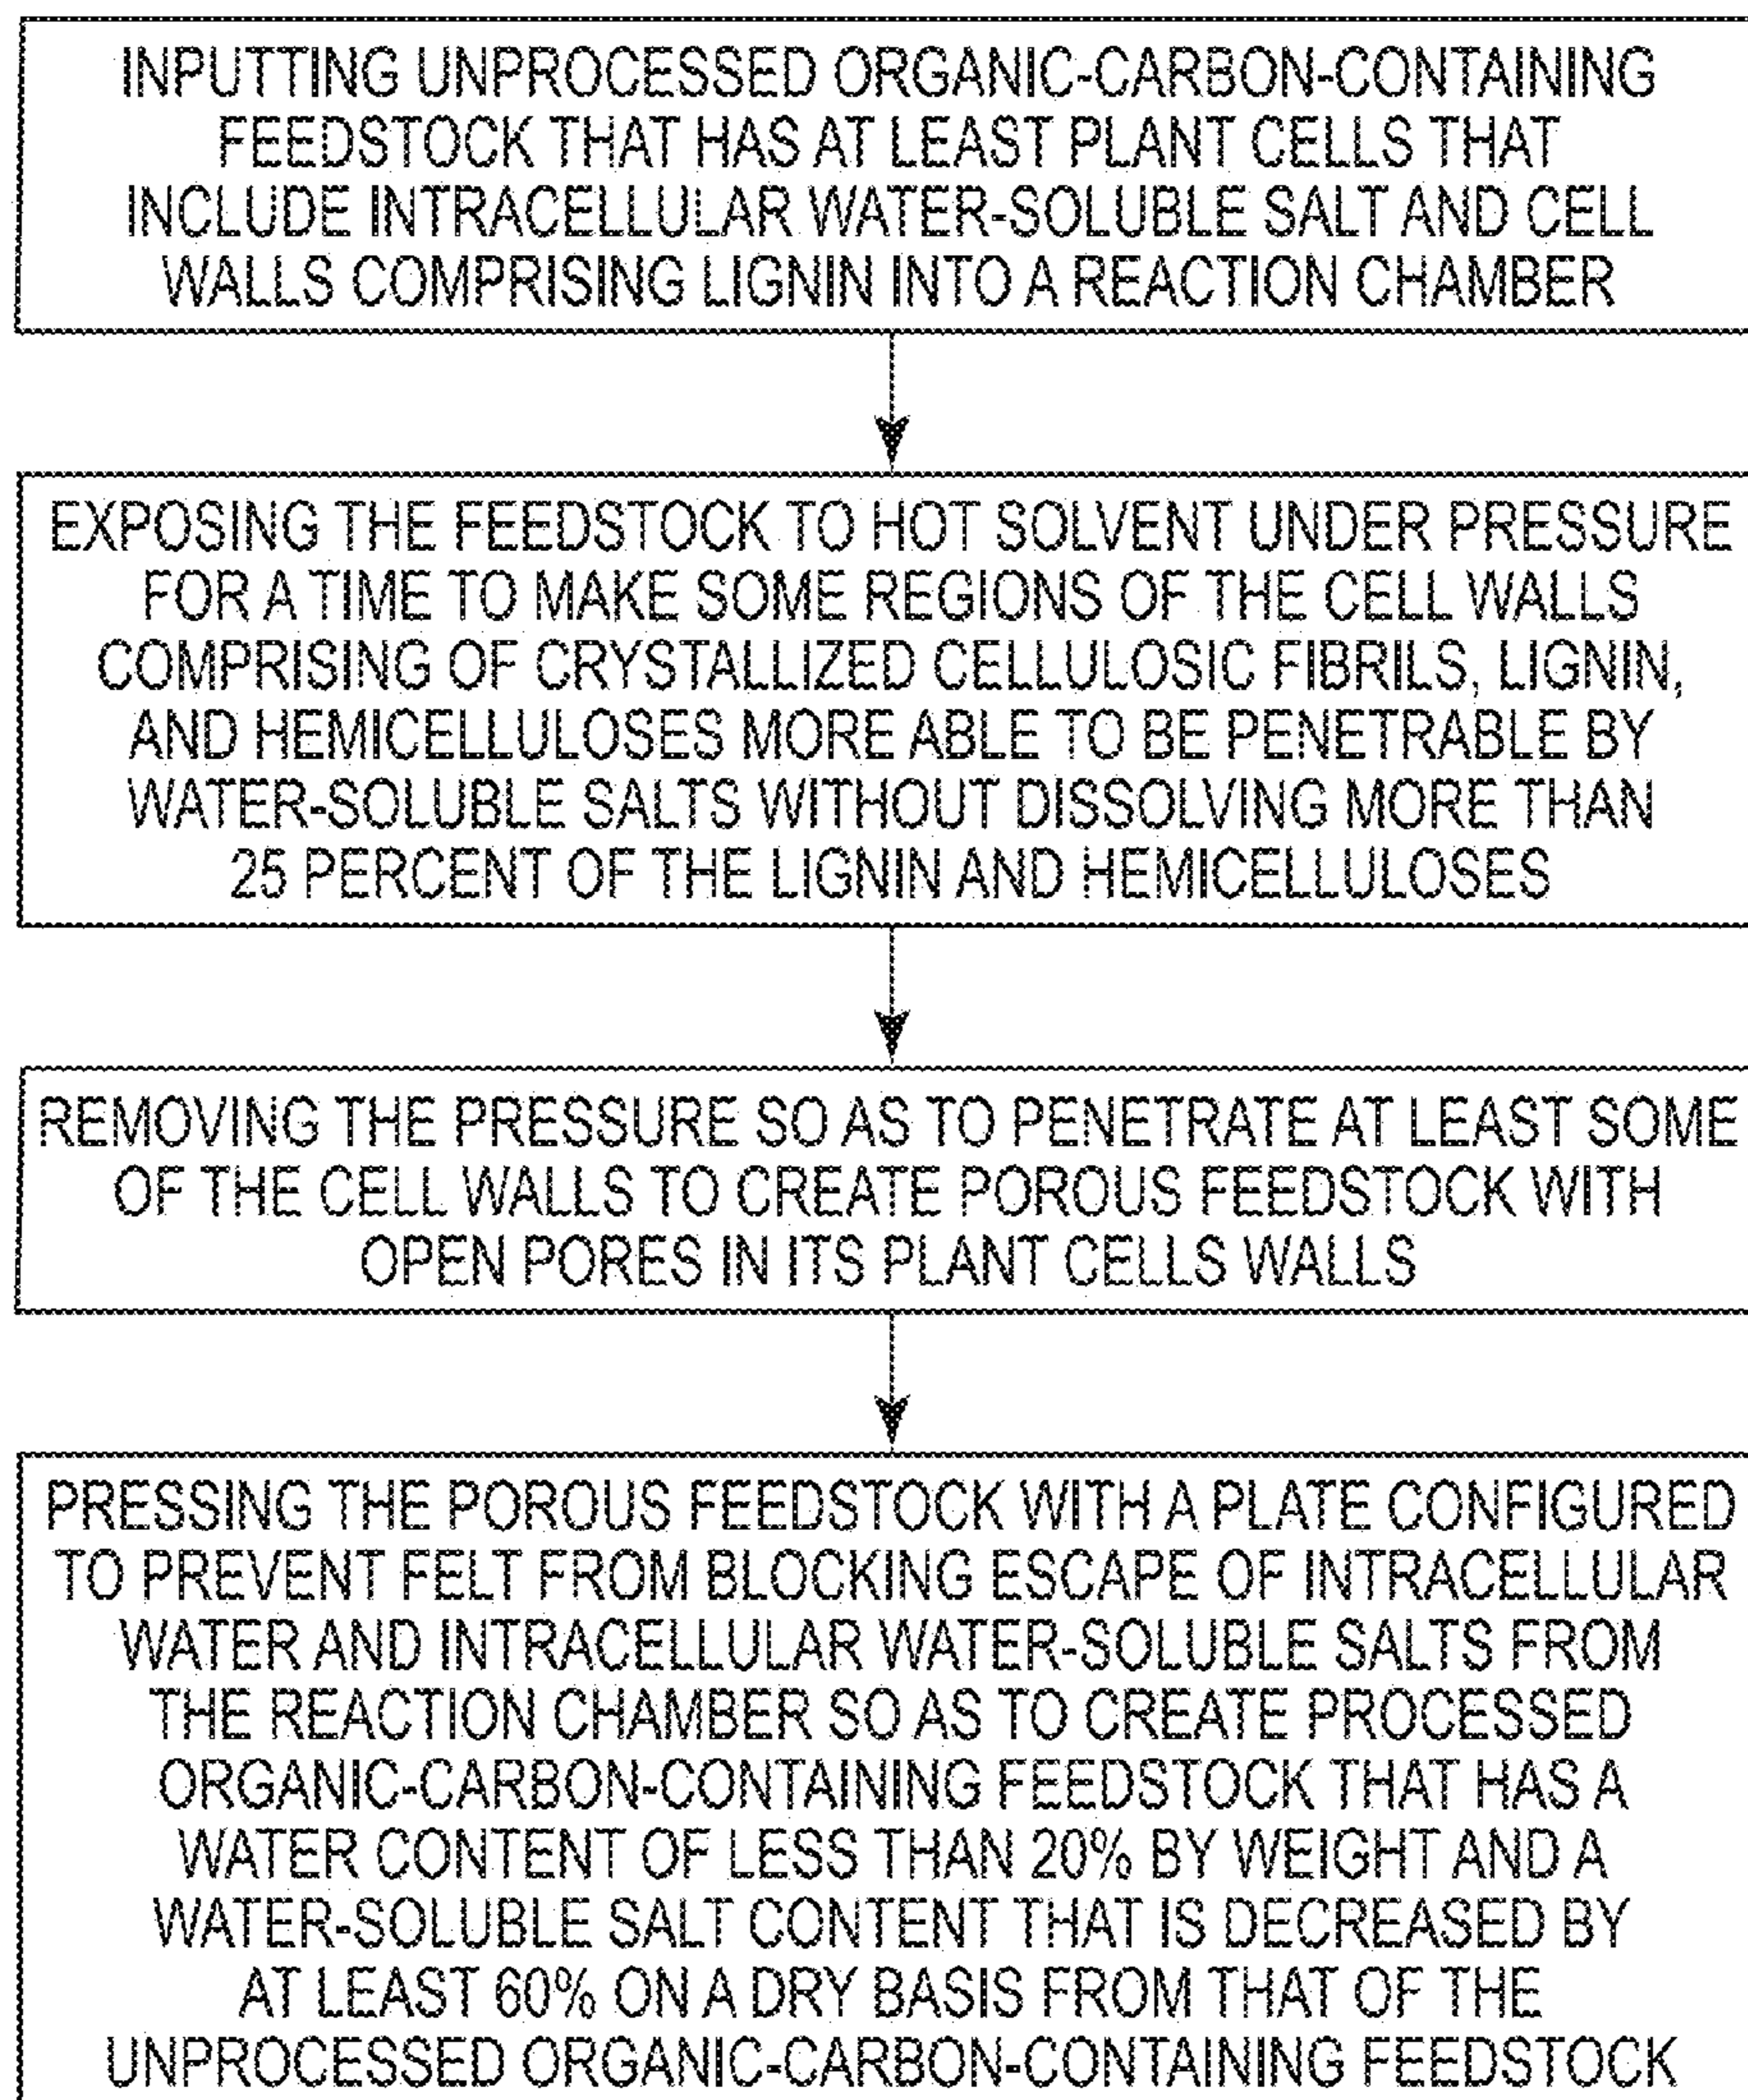 INPUTTING UNPROCESSED ORGANIC-CARBON-CONTAINING
FEEDSTOCK THAT HAS AT LEAST PLANT CELLS THAT
INCLUDE INTRACELLULAR WATER-SOLUBLE SALT AND CELL
WALLS COMPRISING LIGNIN INTO A REACTION CHAMBER
EXPOSING THE FEEDSTOCK TO HOT SOLVENT UNDER PRESSURE
FOR A TIME TO MAKE SOME REGIONS OF THE CELL WALLS
COMPRISING OF CRYSTALLIZED CELLULOSIC FIBRILS, LIGNIN,
AND HEMICELLULOSES MORE ABLE TO BE PENETRABLE BY
WATER-SOLUBLE SALTS WITHOUT DISSOLVING MORE THAN
25 PERCENT OF THE LIGNIN AND HEMICELLULOSES
REMOVING THE PRESSURE SO AS TO PENETRATE AT LEAST SOME
OF THE CELL WALLS TO CREATE POROUS FEEDSTOCK WITH
OPEN PORES IN ITS PLANT CELLS WALLS
PRESSING THE POROUS FEEDSTOCK WITH A PLATE CONFIGURED
TO PREVENT FELT FROM BLOCKING ESCAPE OF INTRACELLULAR
WATER AND INTRACELLULAR WATER-SOLUBLE SALTS FROM
THE REACTION CHAMBER SO AS TO CREATE PROCESSED
ORGANIC-CARBON-CONTAINING FEEDSTOCK THAT HAS A
WATER CONTENT OF LESS THAN 20% BY WEIGHT AND A
WATER-SOLUBLE SALT CONTENT THAT IS DECREASED BY
AT LEAST 60% ON A DRY BASIS FROM THAT OF THE
UNPROCESSED ORGANIC-CARBON-CONTAINING FEEDSTOCK